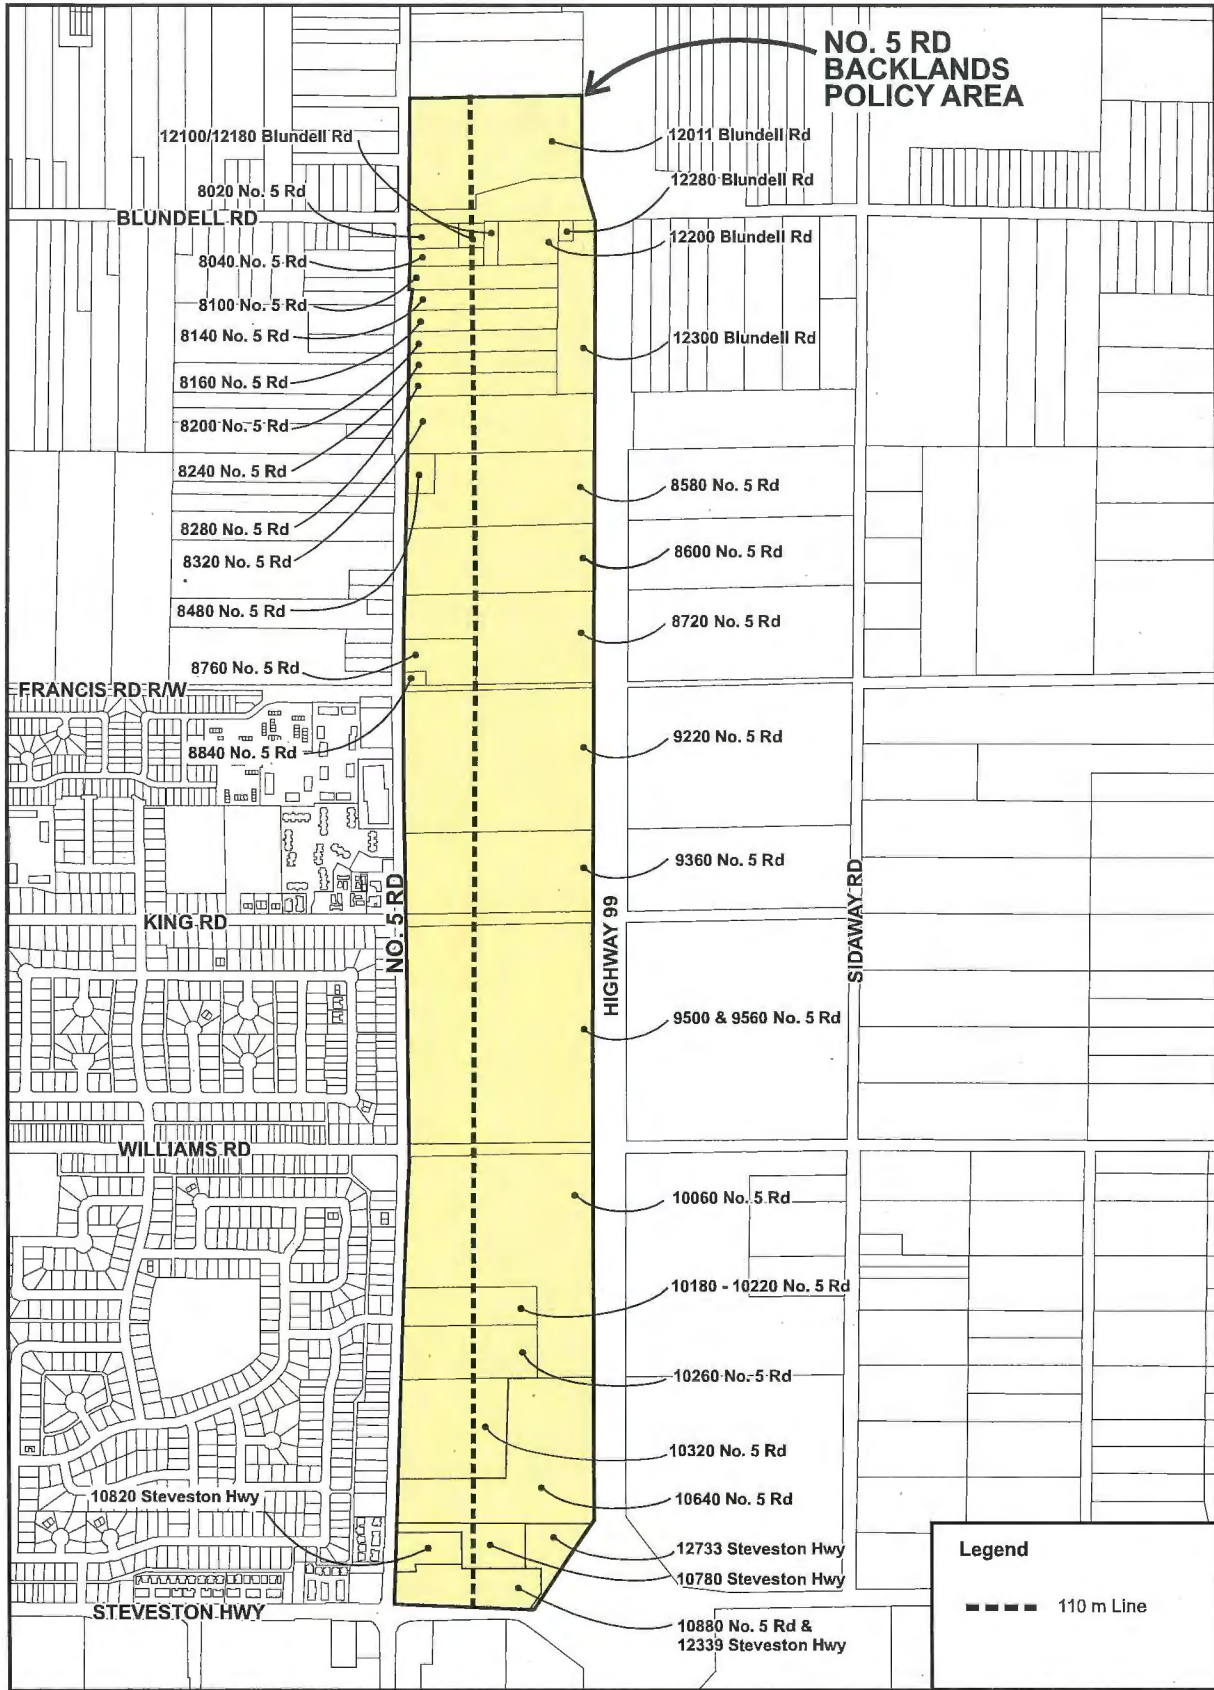 NO. 5 RD
BACKLANDS
POLICY AREA
12100/12180 Blundell Rd
12011 Blundell Rd
8020 No. 5 Rd
12280 Blundell Rd
BLUNDELL RD
12200 Blundell Rd
8040 No. 5 Rd
8100 No. 5 Rd
8140 No. 5 Rd
12300 Blundell Rd
8160 No. 5 Rd
8200 No. 5 Rd
8240 No. 5 Rd
8580 No. 5 Rd
8280 No. 5 Rd
8320 No. 5 Rd
8600 No. 5 Rd
8480 No. 5 Rd
8720 No. 5 Rd
8760 No. 5 Rd
FRANCIS RD R/W
8840 No. 5 Rd
9220 No. 5 Rd
9360 No. 5 Rd
KING RD
NO. 5 RD
HIGHWAY 99
SIDAWAY RD
9500 & 9560 No. 5 Rd
WILLIAMS RD
10060 No. 5 Rd
10180 - 10220 No. 5 Rd
10260 No. 5 Rd
10320 No. 5 Rd
10820 Steveston Hwy
10640 No. 5 Rd
12733 Steveston Hwy
10780 Steveston Hwy
STEVESTON HWY
10880 No. 5 Rd &
12339 Steveston Hwy
Legend
110 m Line